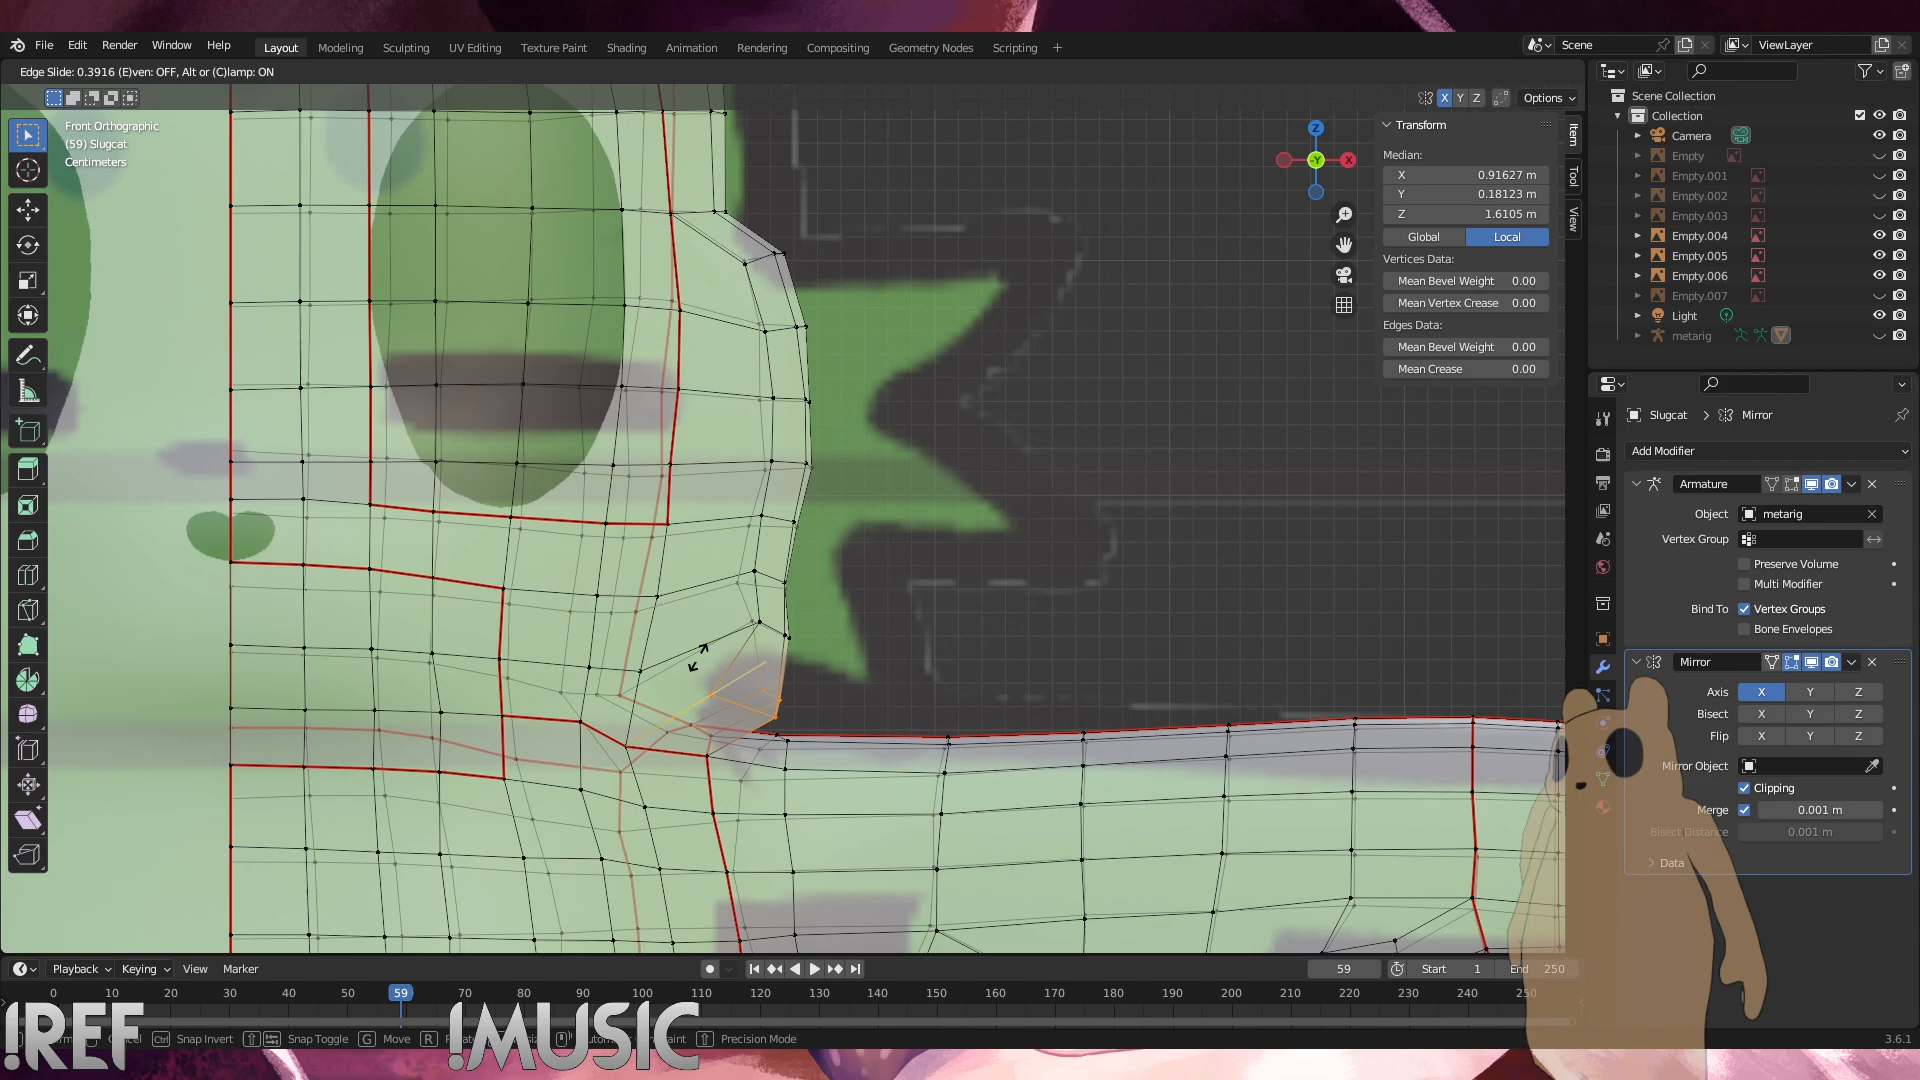 File Edit Render Window Help Layout Modeling Sculpting UV Editing Texture Paint Shading Animation Rendering Compositing Geometry Nodes Scripting +
Scene ViewLayer
Edge Slide: 0.3916 (E)ven: OFF, Alt or (C)lamp: ON
X Y Z Options
Front Orthographic
(59) Slugcat
Centimeters
Z
-Y X
Item
Tool
View
Transform
Median:
X 0.91627 m
Y 0.18123 m
Z 1.6105 m
Global Local
Vertices Data:
Mean Bevel Weight 0.00
Mean Vertex Crease 0.00
Edges Data:
Mean Bevel Weight 0.00
Mean Crease 0.00
Scene Collection
Collection
Camera
Empty
Empty.001
Empty.002
Empty.003
Empty.004
Empty.005
Empty.006
Empty.007
Light
metarig
Slugcat > Mirror
Add Modifier
Armature
Object metarig
Vertex Group
Preserve Volume
Multi Modifier
Bind To Vertex Groups
Bone Envelopes
Mirror
Axis X Y Z
Bisect X Y Z
Flip X Y Z
Mirror Object
Clipping
Merge 0.001 m
Bisect Distance 0.001 m
Data
Playback Keying View Marker
59 Start 1 End 250
0 10 20 30 40 50 59 70 80 90 100 110 120 130 140 150 160 170 180 190 200 210 220 230 240 250
!REF !MUSIC
Ctrl Snap Invert Snap Toggle G Move R Precision Mode
3.6.1